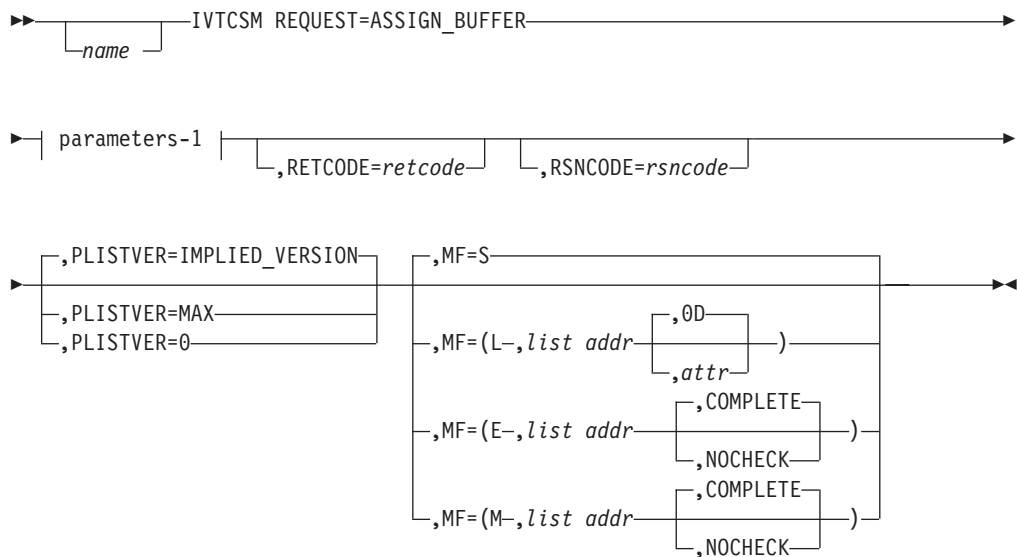 IVTCSM REQUEST=ASSIGN_BUFFER
name
parameters-1
,RETCODE=retcode
,RSNCODE=rsncode
,PLISTVER=IMPLIED_VERSION
,PLISTVER=MAX
,PLISTVER=0
,MF=S
,0D
,MF=(L ,list addr )
,attr
,COMPLETE
,MF=(E ,list addr )
,NOCHECK
,COMPLETE
,MF=(M ,list addr )
,NOCHECK